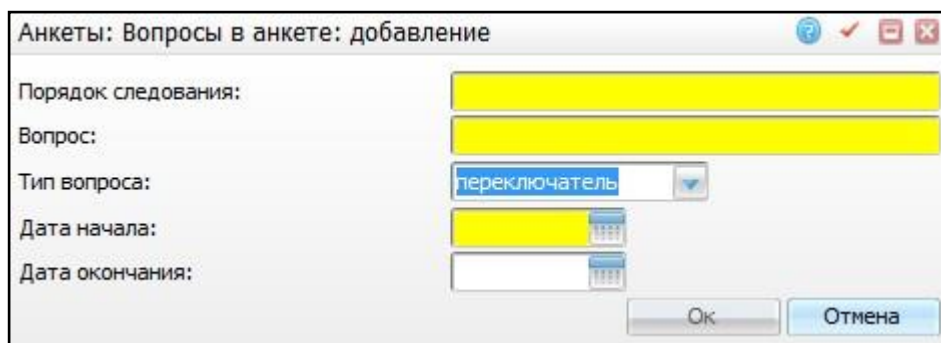 Анкеты: Вопросы в анкете: добавление
Порядок следования:
Вопрос:
Тип вопроса: переключатель
Дата начала:
Дата окончания:
Ок Отмена